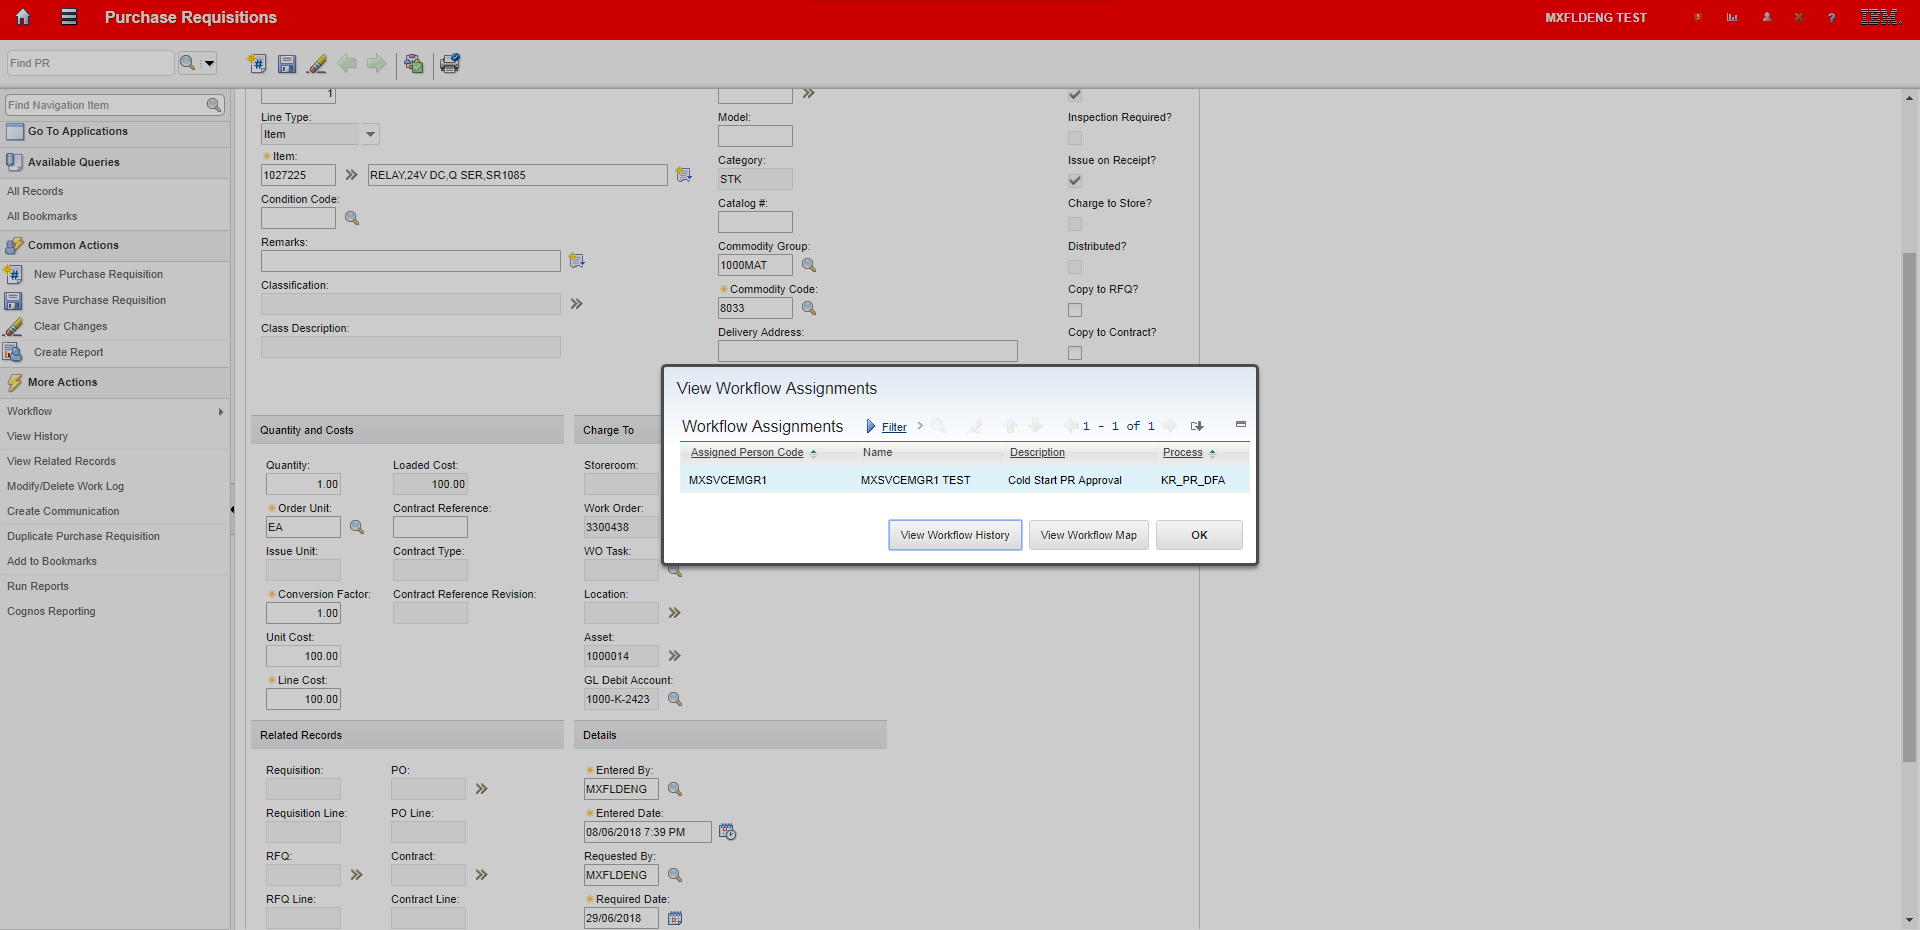 Purchase Requisitions
MXFLDENG TEST
?
IBM
Find PR
Find Navigation Item
Go To Applications
Available Queries
All Records
All Bookmarks
Common Actions
New Purchase Requisition
Save Purchase Requisition
Clear Changes
Create Report
More Actions
Workflow
View History
View Related Records
Modify/Delete Work Log
Create Communication
Duplicate Purchase Requisition
Add to Bookmarks
Run Reports
Cognos Reporting
1
Line Type:
Item
Item:
1027225
RELAY,24V DC,Q SER,SR1085
Condition Code:
Remarks:
Classification:
Class Description:
Model:
Category:
STK
Catalog #:
Commodity Group:
1000MAT
Commodity Code:
8033
Delivery Address:
Inspection Required?
Issue on Receipt?
Charge to Store?
Distributed?
Copy to RFQ?
Copy to Contract?
View Workflow Assignments
Workflow Assignments Filter 1 - 1 of 1
Assigned Person Code Name Description Process
MXSVCEMGR1 MXSVCEMGR1 TEST Cold Start PR Approval KR_PR_DFA
View Workflow History View Workflow Map OK
Quantity and Costs
Quantity:
1.00
Order Unit:
EA
Issue Unit:
Conversion Factor:
1.00
Unit Cost:
100.00
Line Cost:
100.00
Loaded Cost:
100.00
Contract Reference:
Contract Type:
Contract Reference Revision:
Charge To
Storeroom:
Work Order:
3300438
WO Task:
Location:
Asset:
1000014
GL Debit Account:
1000-K-2423
Related Records
Requisition:
Requisition Line:
RFQ:
RFQ Line:
PO:
PO Line:
Contract:
Contract Line:
Details
Entered By:
MXFLDENG
Entered Date:
08/06/2018 7:39 PM
Requested By:
MXFLDENG
Required Date:
29/06/2018